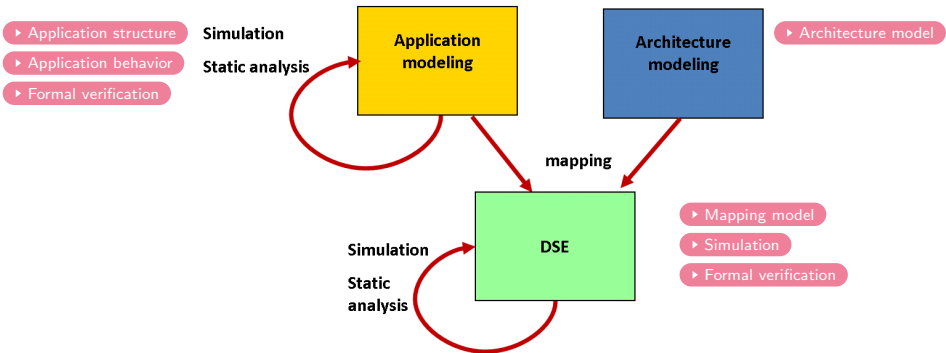 Application structure
Application behavior
Formal verification
Simulation
Static analysis
Application
modeling
Architecture
modeling
Architecture model
mapping
DSE
Simulation
Static
analysis
Mapping model
Simulation
Formal verification